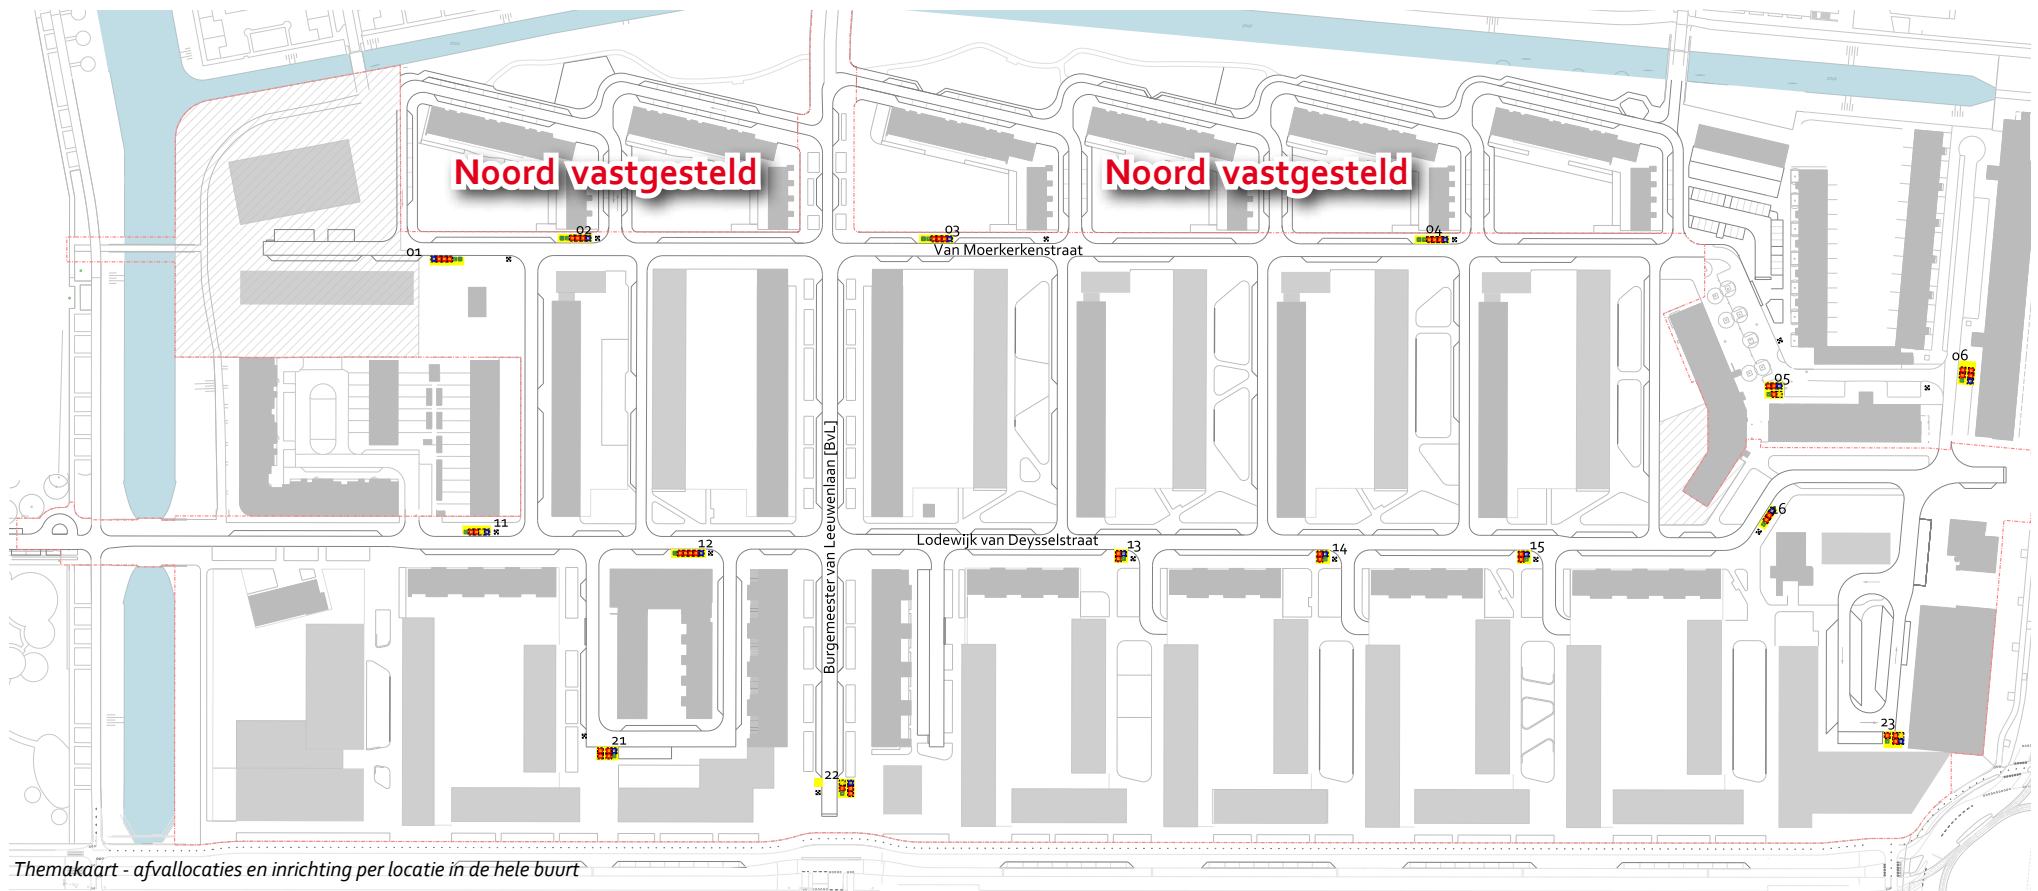 Noord vastgesteld
Noord vastgesteld
02
03
04
01
Van Moerkerkenstraat
06
05
16
11
12
Lodewijk van Deysselstraat
13
14
15
Burgemeester van Leeuwenlaan [BvL]
21
22
23
Themakaart - afvallocaties en inrichting per locatie in de hele buurt